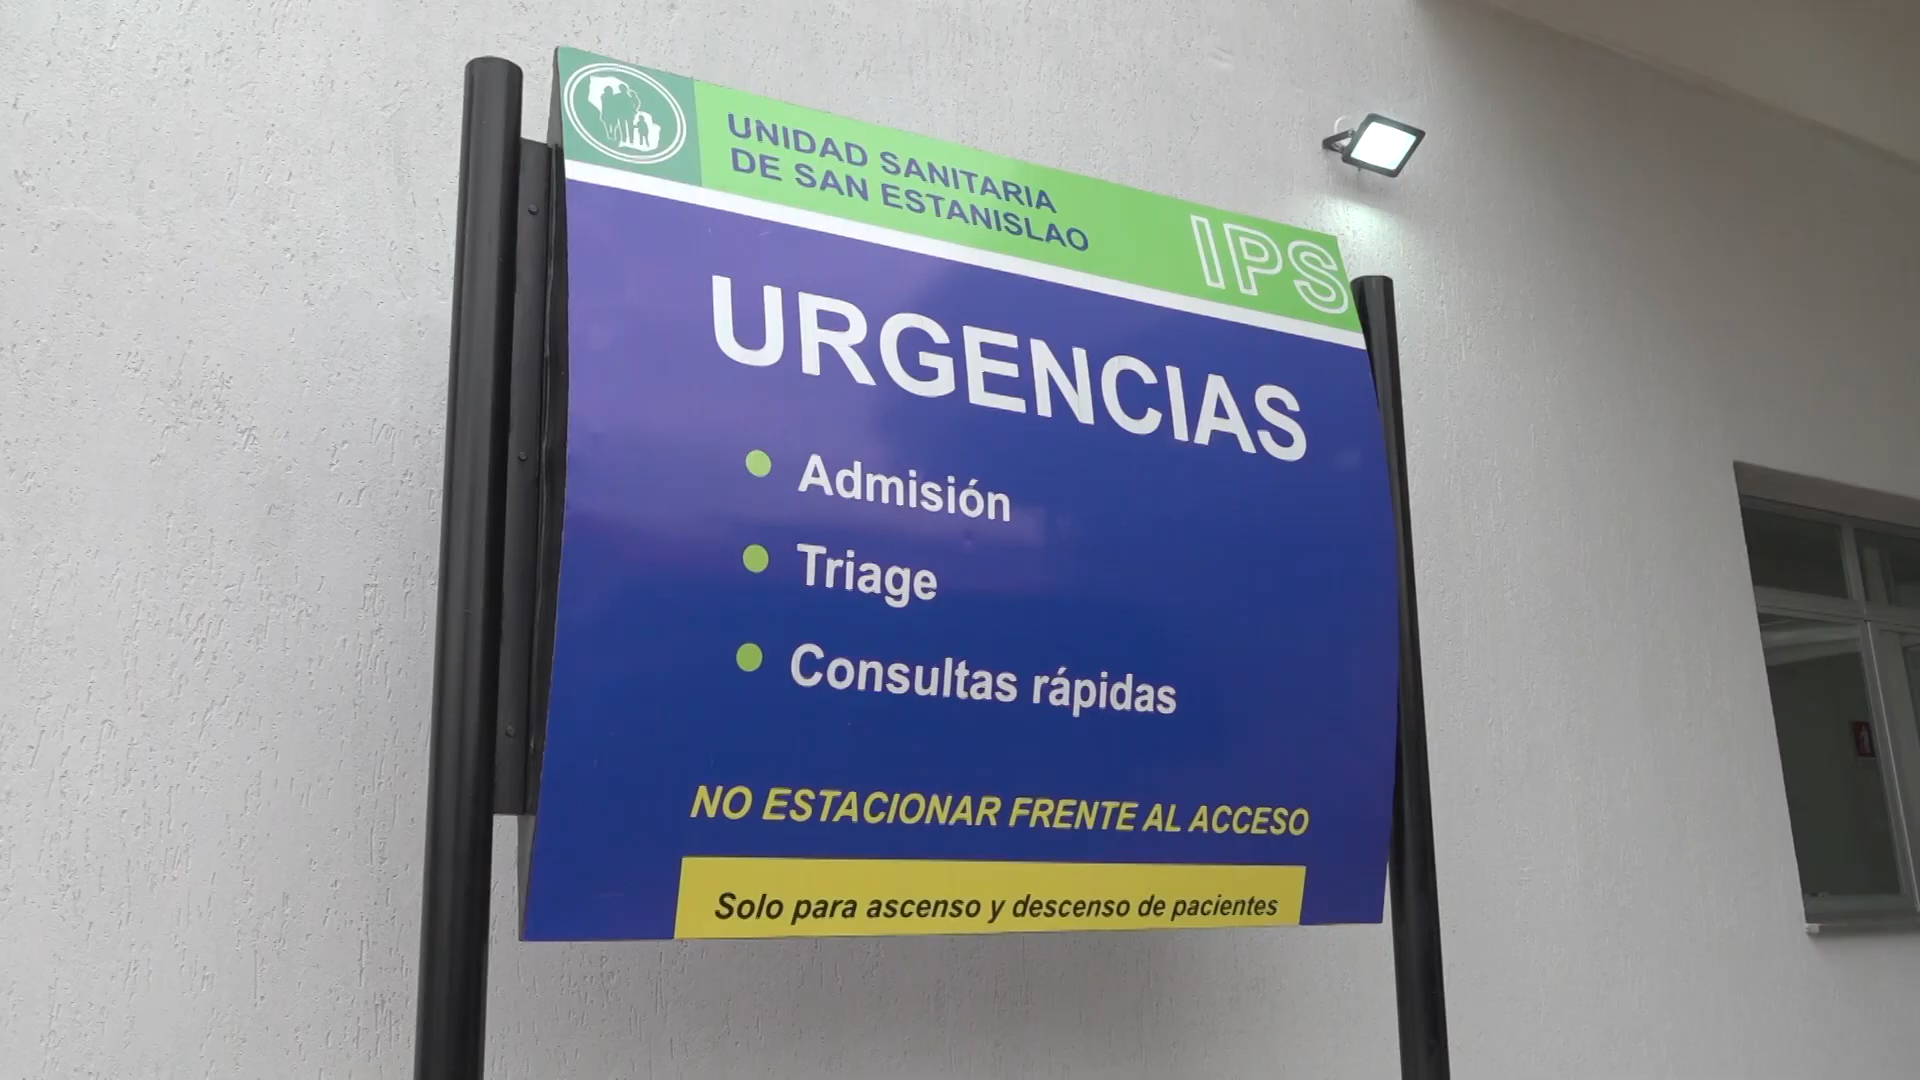 UNIDAD SANITARIA
DE SAN ESTANISLAO
IPS
URGENCIAS
Admisión
Triage
Consultas rápidas
NO ESTACIONAR FRENTE AL ACCESO
Solo para ascenso y descenso de pacientes